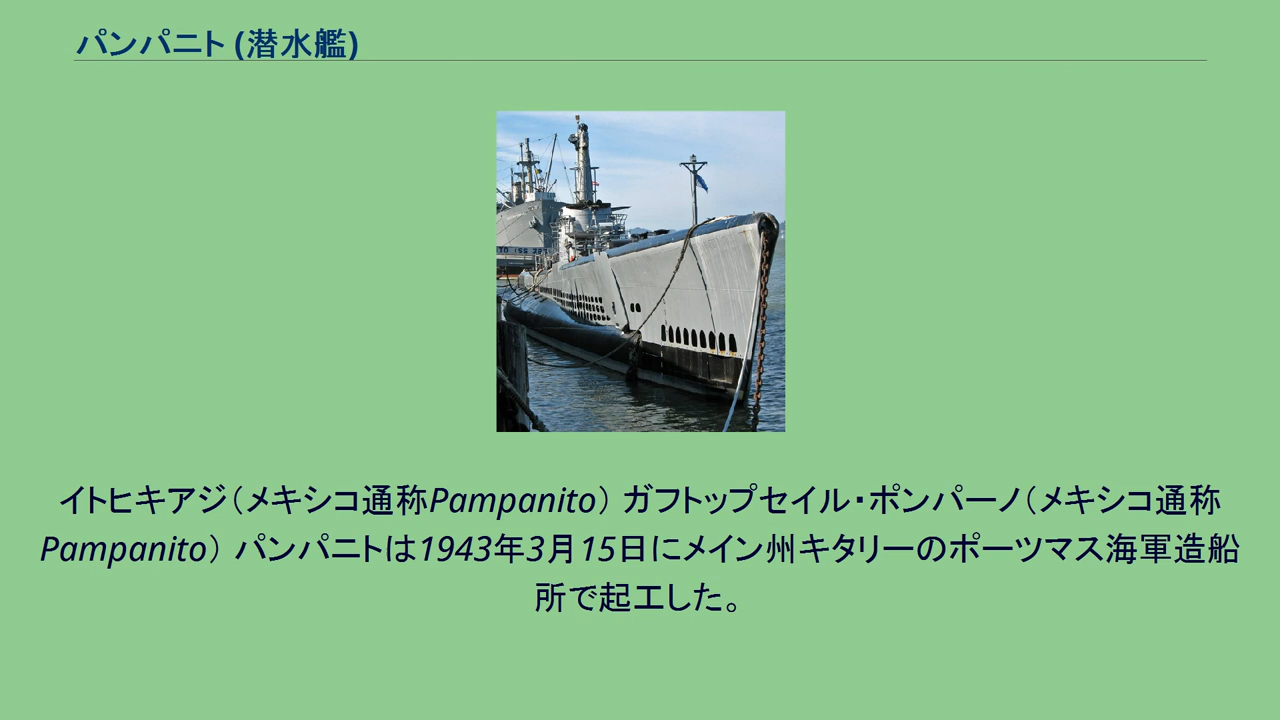 パンパニト (潜水艦)
イトヒキアジ（メキシコ通称Pampanito） ガフトップセイル・ポンパーノ（メキシコ通称
Pampanito） パンパニトは1943年3月15日にメイン州キタリーのポーツマス海軍造船
所で起工した。